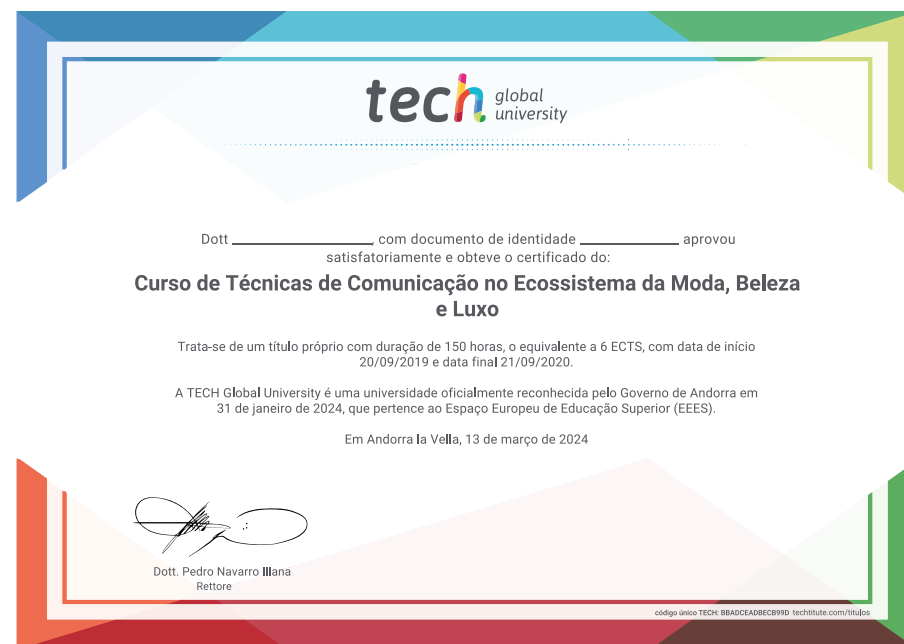 tech global
university
Dott ____________________, com documento de identidade ______________ aprovou
satisfatoriamente e obteve o certificado do:
Curso de Técnicas de Comunicação no Ecossistema da Moda, Beleza
e Luxo
Trata-se de um título próprio com duração de 150 horas, o equivalente a 6 ECTS, com data de início
20/09/2019 e data final 21/09/2020.
A TECH Global University é uma universidade oficialmente reconhecida pelo Governo de Andorra em
31 de janeiro de 2024, que pertence ao Espaço Europeu de Educação Superior (EEES).
Em Andorra la Vella, 13 de março de 2024
Dott. Pedro Navarro Illana
Rettore
código único TECH: BBADCEADBECB99D techtitute.com/titulos